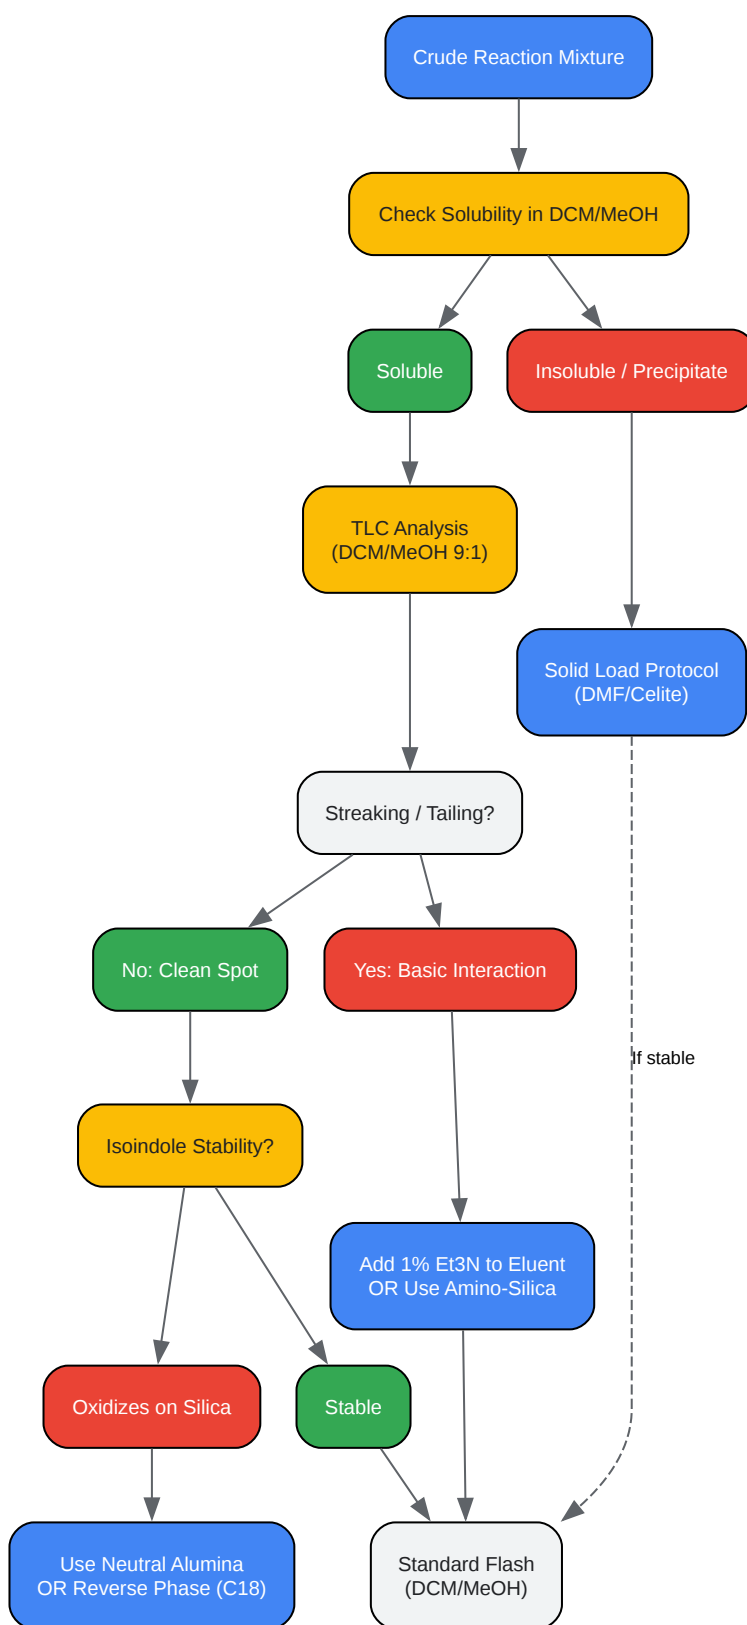 Crude Reaction Mixture
Check Solubility in DCM/MeOH
Soluble
Insoluble / Precipitate
TLC Analysis
(DCM/MeOH 9:1)
Solid Load Protocol
(DMF/Celite)
Streaking / Tailing?
No: Clean Spot
Yes: Basic Interaction
If stable
Isoindole Stability?
Add 1% Et3N to Eluent
OR Use Amino-Silica
Oxidizes on Silica
Stable
Use Neutral Alumina
OR Reverse Phase (C18)
Standard Flash
(DCM/MeOH)